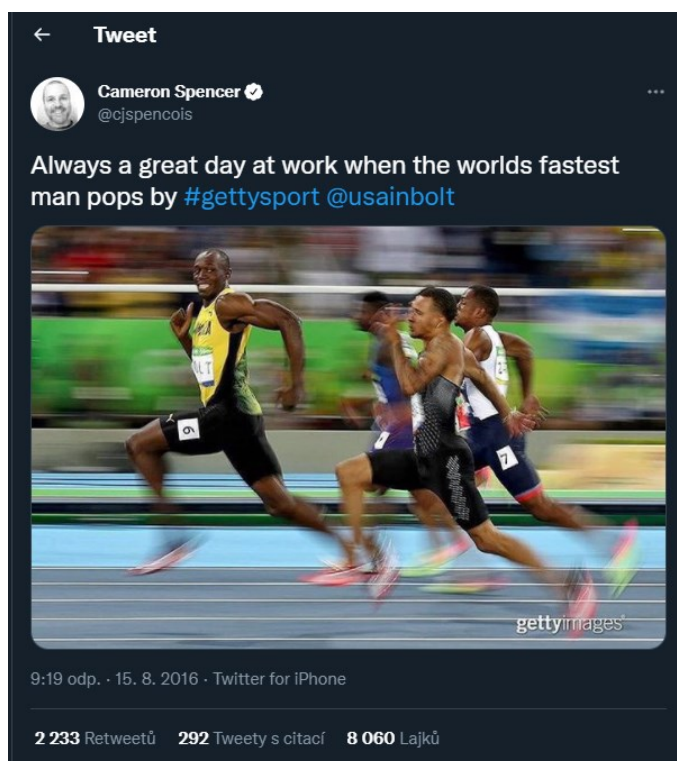 Tweet
Cameron Spencer
@cjspencois
Always a great day at work when the worlds fastest
man pops by #gettysport @usainbolt
6
7
gettyimages
9:19 odp. · 15. 8. 2016 · Twitter for iPhone
2 233 Retweetů 292 Tweety s citací 8 060 Lajků